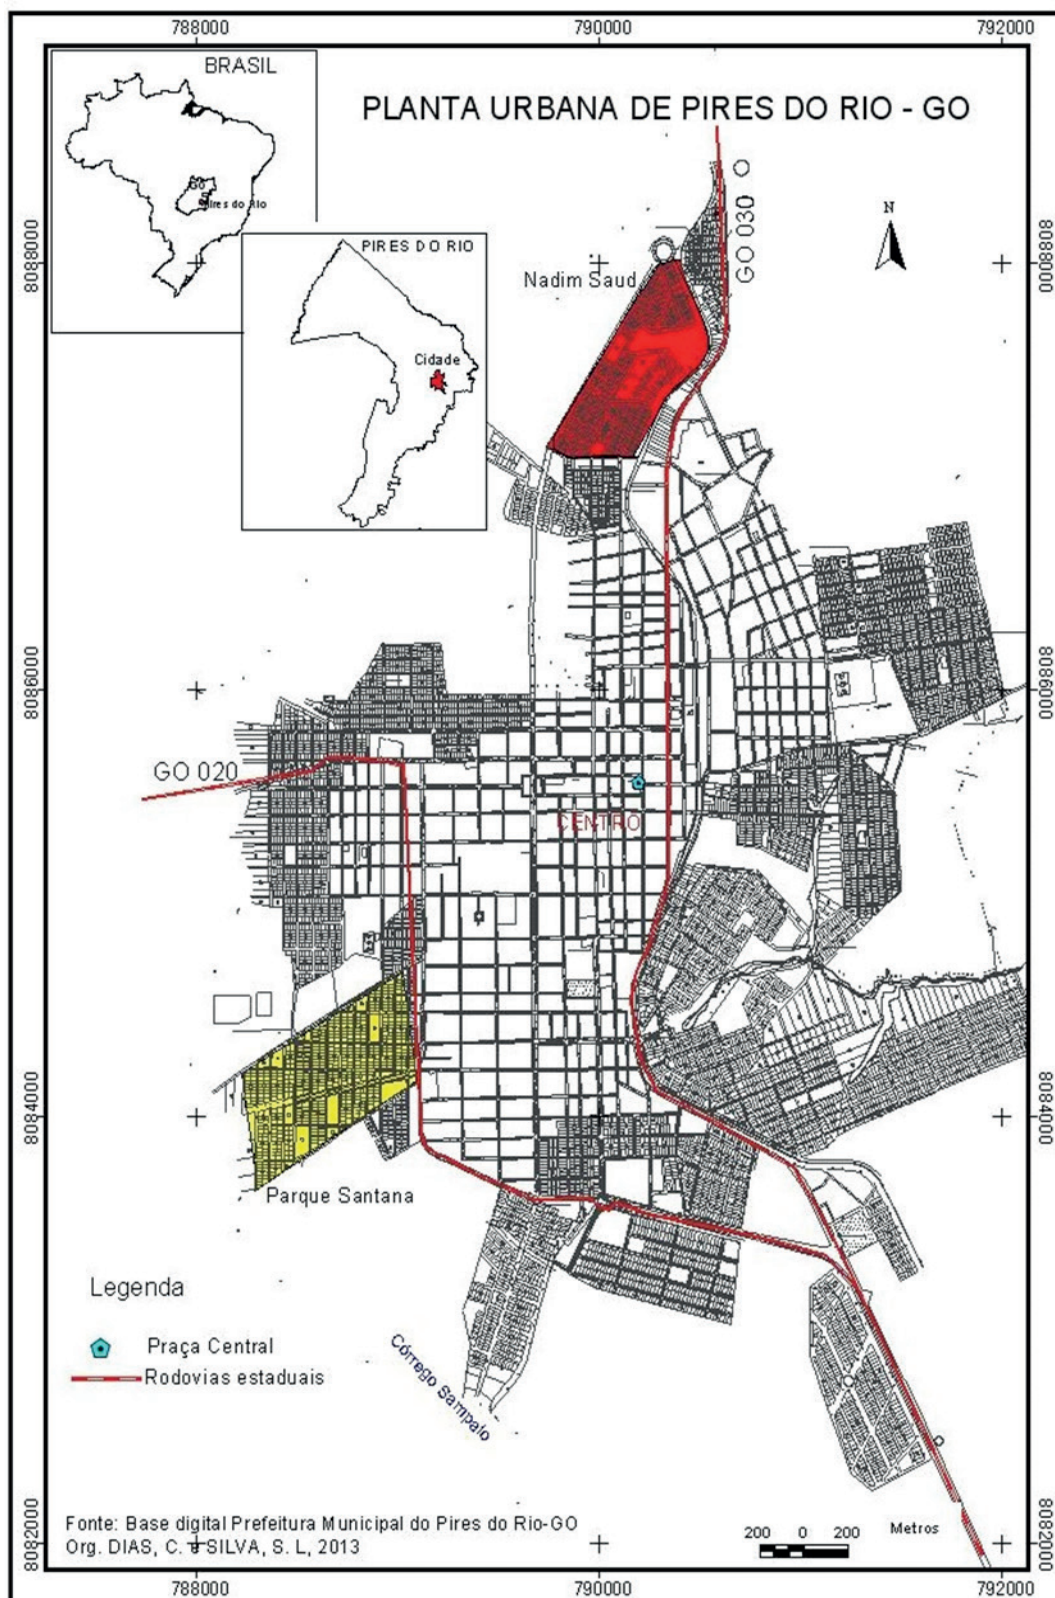 788000 790000 792000
BRASIL
PLANTA URBANA DE PIRES DO RIO - GO
Go
Pires do Rio
GO 030
N
PIRES DO RIO
8088000
Nadim Saud
8088000
Cidade
8086000
8086000
GO 020
CENTRO
8084000
8084000
Parque Santana
Legenda
Praça Central
Rodovias estaduais
Córrego Sampaio
8082000
Fonte: Base digital Prefeitura Municipal do Pires do Rio-GO
Org. DIAS, C. e SILVA, S. L, 2013
200 0 200 Metros
8082000
788000 790000 792000